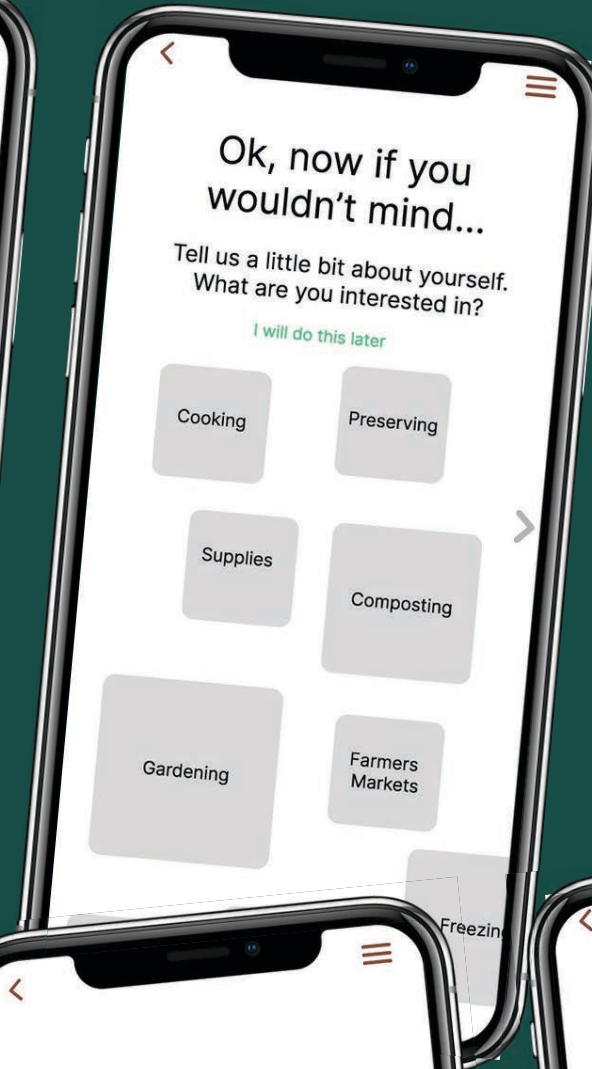 Ok, now if you
wouldn't mind...
Tell us a little bit about yourself.
What are you interested in?
I will do this later
Cooking
Preserving
Supplies
Composting
Gardening
Farmers
Markets
Freezing